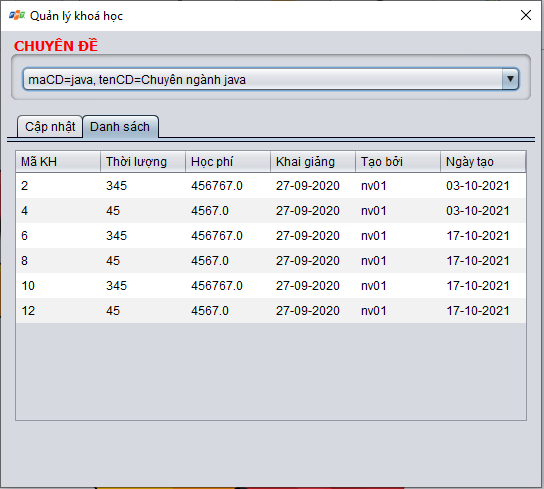 Quản lý khoá học
CHUYÊN ĐỀ
maCD=java, tenCD=Chuyên ngành java
Cập nhật Danh sách
Mã KH Thời lượng Học phí Khai giảng Tạo bởi Ngày tạo
2 345 456767.0 27-09-2020 nv01 03-10-2021
4 45 4567.0 27-09-2020 nv01 03-10-2021
6 345 456767.0 27-09-2020 nv01 17-10-2021
8 45 4567.0 27-09-2020 nv01 17-10-2021
10 345 456767.0 27-09-2020 nv01 17-10-2021
12 45 4567.0 27-09-2020 nv01 17-10-2021